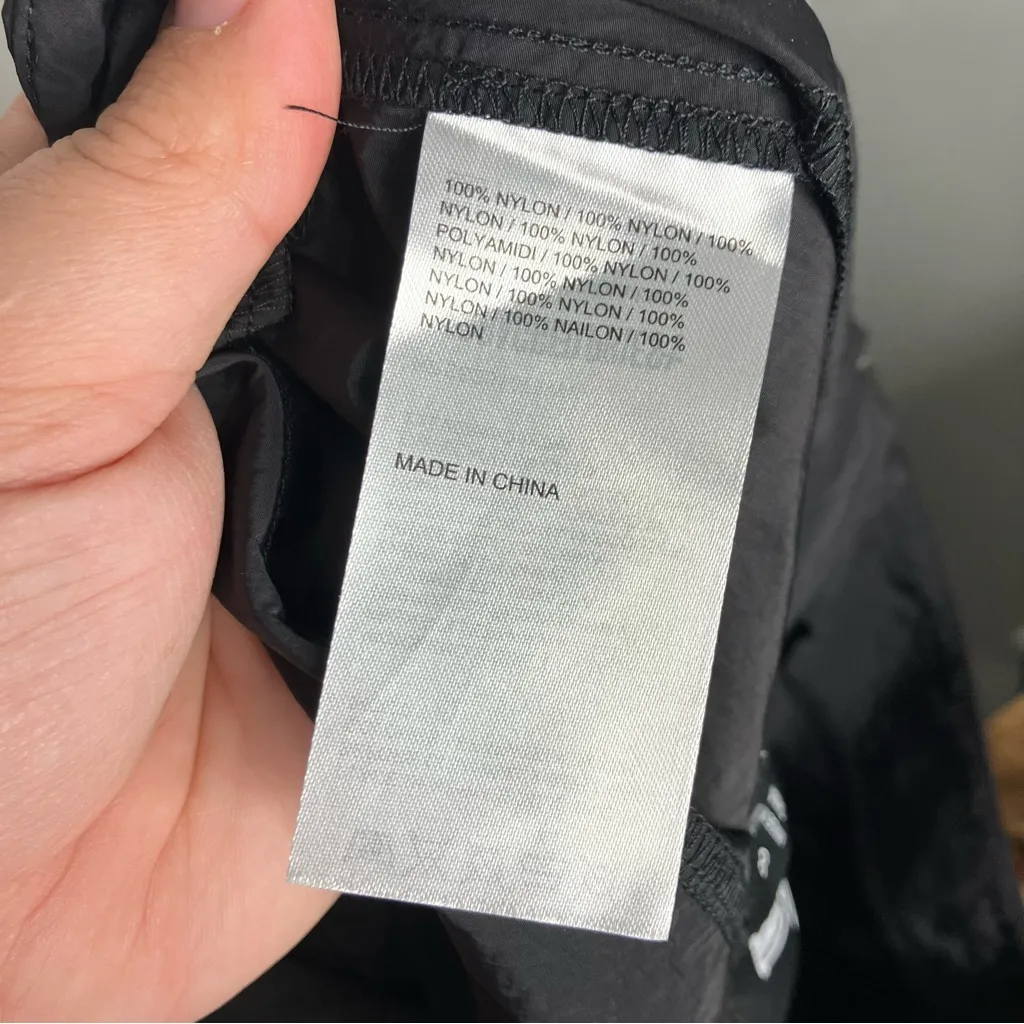 100% NYLON / 100% NYLON / 100%
NYLON / 100% NYLON / 100%
POLYAMIDI / 100% NYLON / 100%
NYLON / 100% NYLON / 100%
NYLON / 100% NYLON / 100%
NYLON / 100% NAILON / 100%
NYLON
MADE IN CHINA